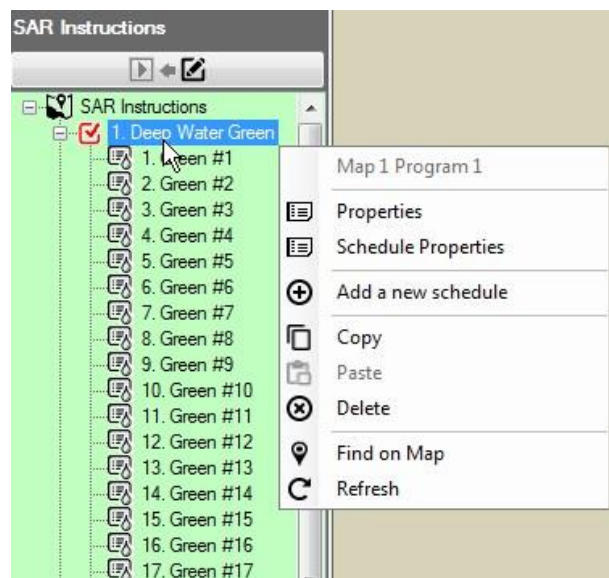 SAR Instructions
SAR Instructions
1. Deep Water Green
1. Green #1
2. Green #2
3. Green #3
4. Green #4
5. Green #5
6. Green #6
7. Green #7
8. Green #8
9. Green #9
10. Green #10
11. Green #11
12. Green #12
13. Green #13
14. Green #14
15. Green #15
16. Green #16
17. Green #17
Map 1 Program 1
Properties
Schedule Properties
Add a new schedule
Copy
Paste
Delete
Find on Map
Refresh